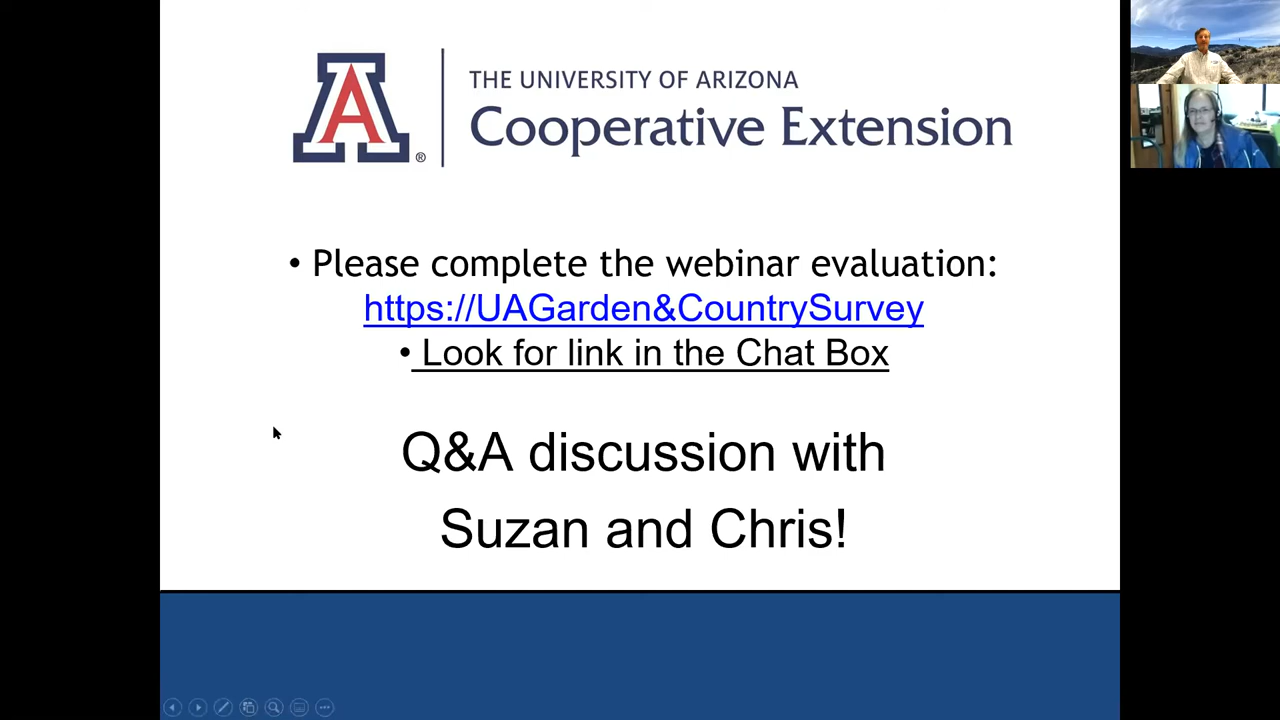 THE UNIVERSITY OF ARIZONA
A ® Cooperative Extension
• Please complete the webinar evaluation:
https://UAGarden&CountrySurvey
• Look for link in the Chat Box
Q&A discussion with
Suzan and Chris!